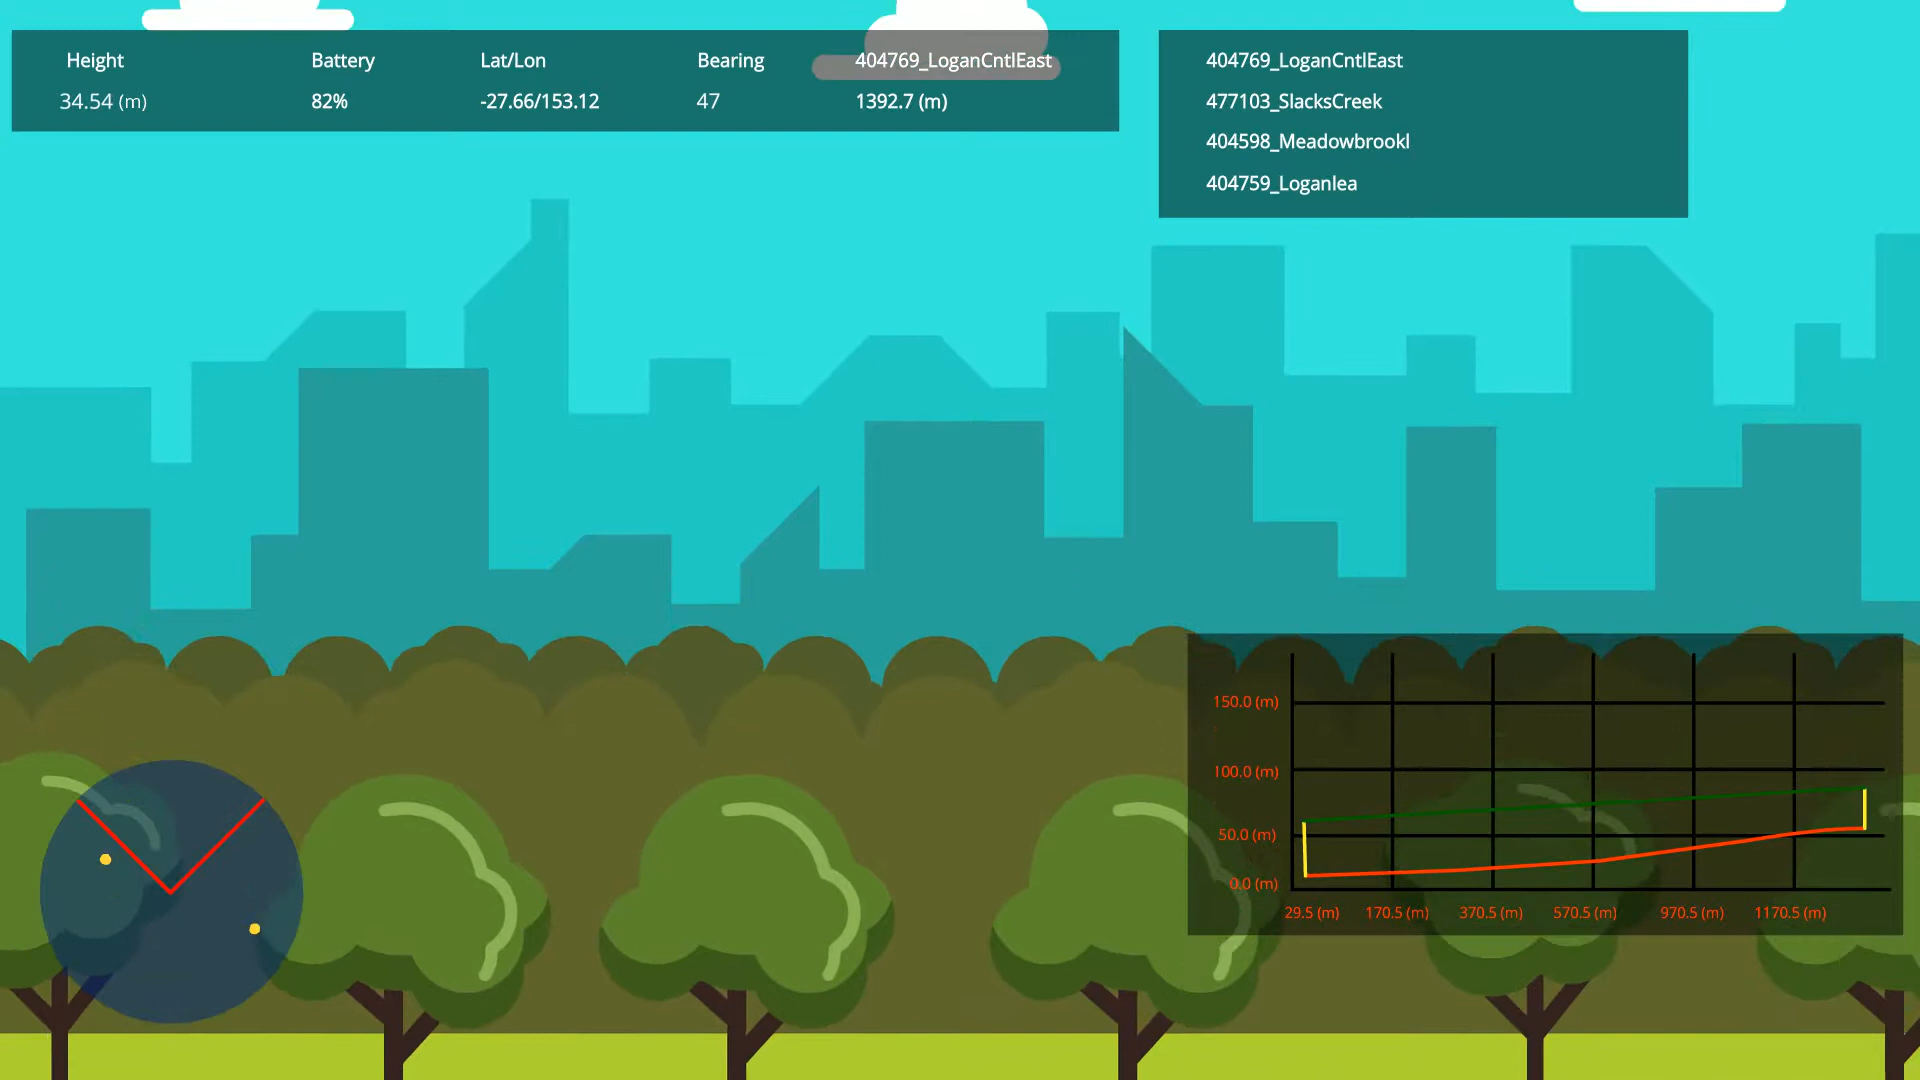 Height Battery Lat/Lon Bearing 404769_LoganCntlEast
34.54 (m) 82% -27.66/153.12 47 1392.7 (m)
404769_LoganCntlEast
477103_SlacksCreek
404598_Meadowbrookl
404759_Loganlea
150.0 (m)
100.0 (m)
50.0 (m)
0.0 (m)
29.5 (m) 170.5 (m) 370.5 (m) 570.5 (m) 970.5 (m) 1170.5 (m)